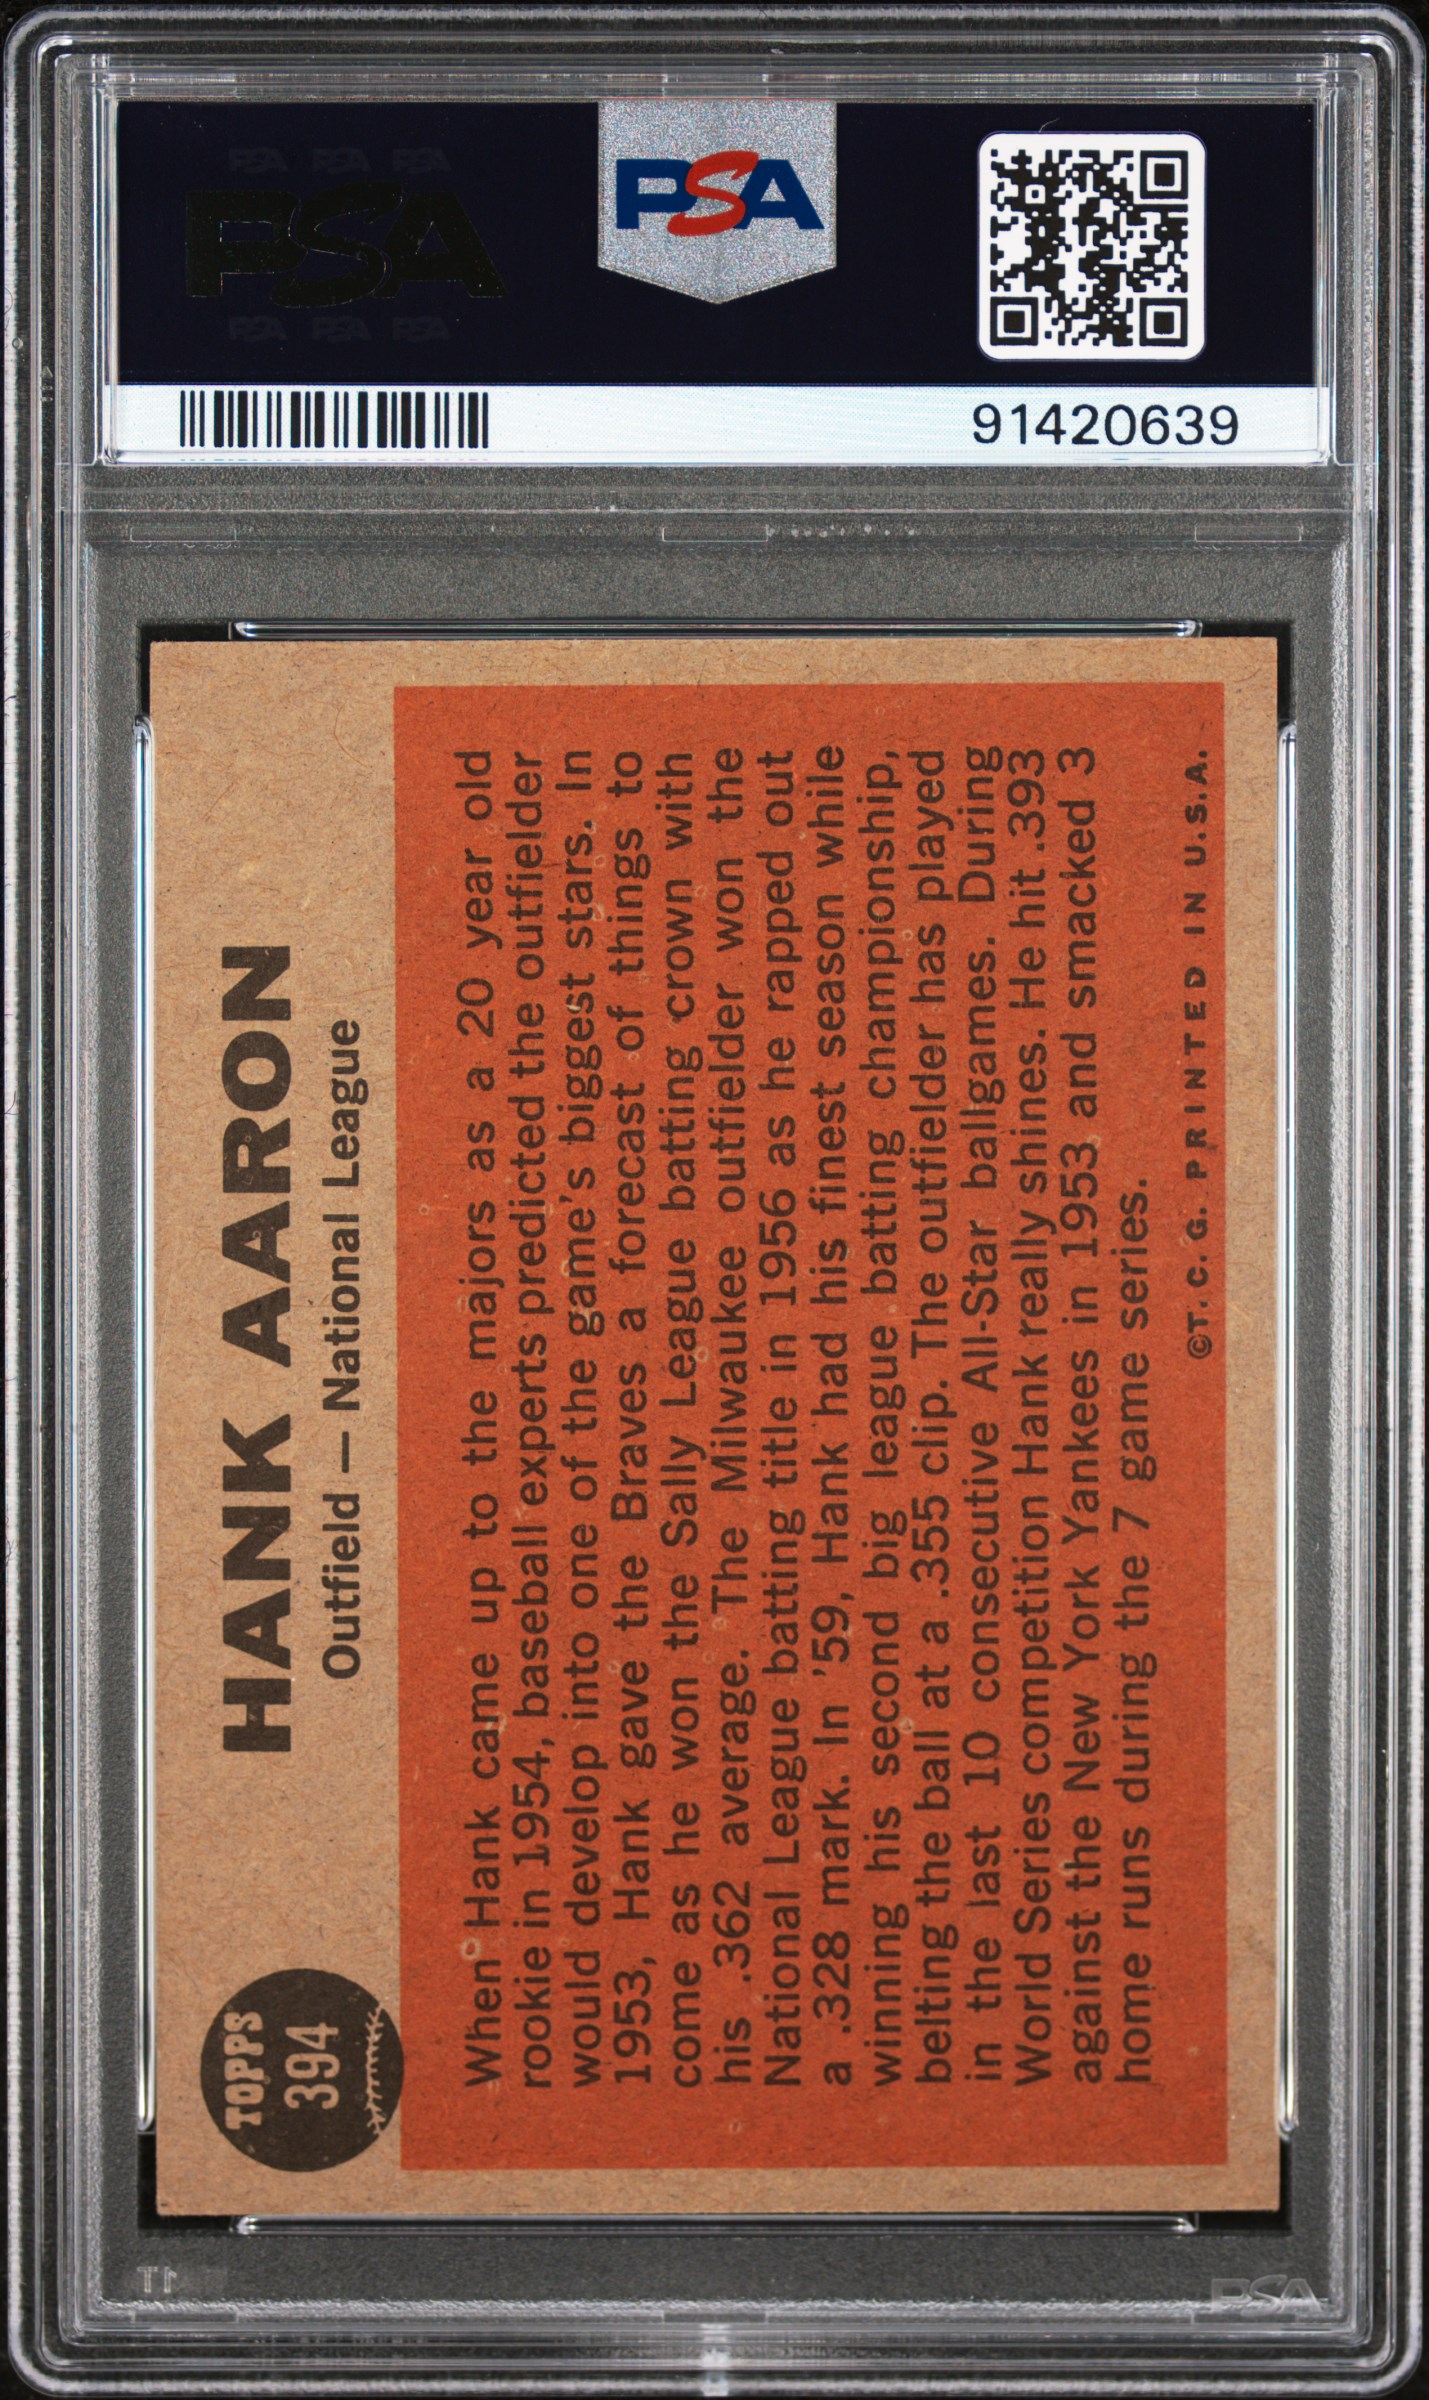 PSA PSA PSA
PSA
PSA PSA PSA
PSA
91420639
TOPPS
394
HANK AARON
Outfield — National League
When Hank came up to the majors as a 20 year old
rookie in 1954, baseball experts predicted the outfielder
would develop into one of the game's biggest stars. In
1953, Hank gave the Braves a forecast of things to
come as he won the Sally League batting crown with
his .362 average. The Milwaukee outfielder won the
National League batting title in 1956 as he rapped out
a .328 mark. In '59, Hank had his finest season while
winning his second big league batting championship,
belting the ball at a .355 clip. The outfielder has played
in the last 10 consecutive All-Star ballgames. During
World Series competition Hank really shines. He hit .393
against the New York Yankees in 1953 and smacked 3
home runs during the 7 game series.
©T.C.G. PRINTED IN U.S.A.
PSA